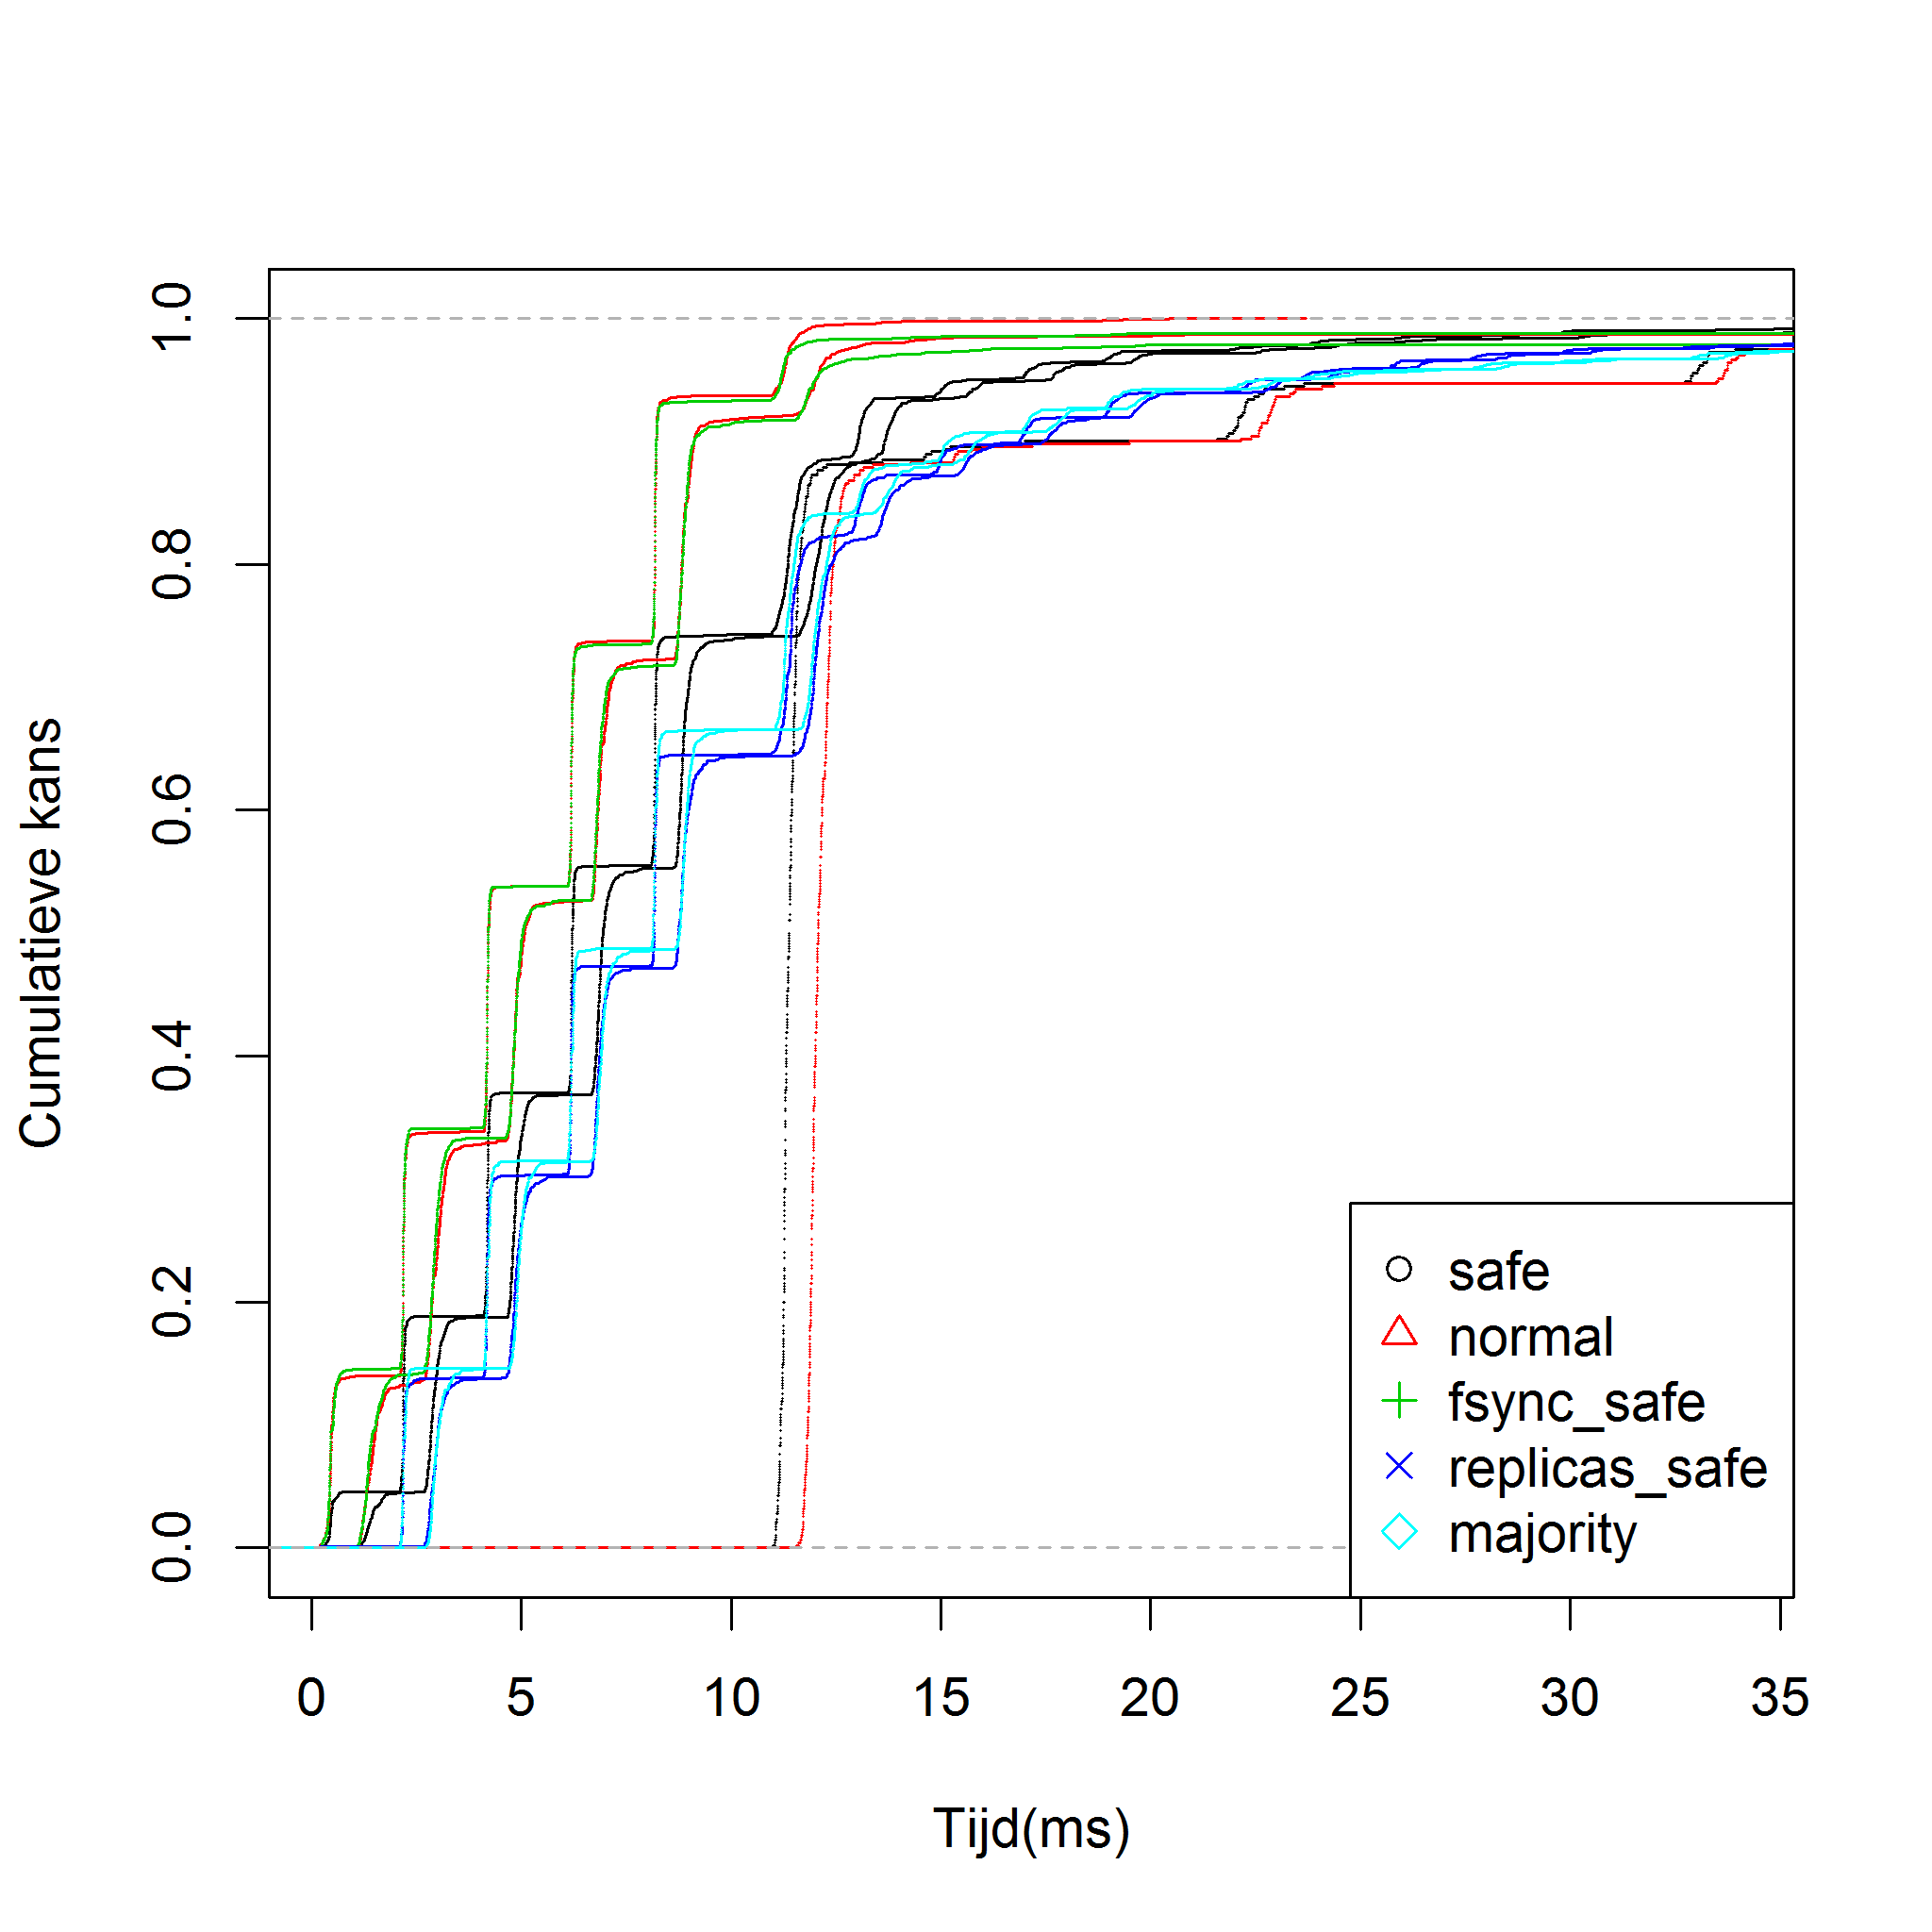 Cumulatieve kans
1.0
0.8
0.6
0.4
0.2
0.0
safe
normal
fsync_safe
replicas_safe
majority
0 5 10 15 20 25 30 35
Tijd(ms)